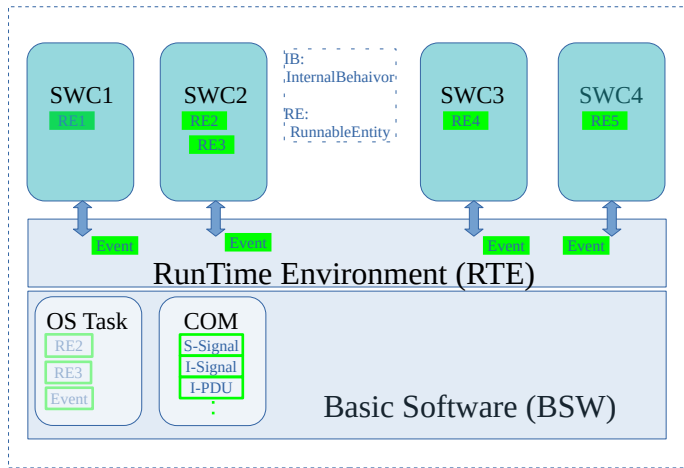 SWC1
RE1
SWC2
RE2
RE3
IB:
InternalBehaivor
RE:
RunnableEntity
SWC3
RE4
SWC4
RE5
Event
Event
Event
Event
RunTime Environment (RTE)
OS Task
RE2
RE3
Event
COM
S-Signal
I-Signal
I-PDU
:
Basic Software (BSW)